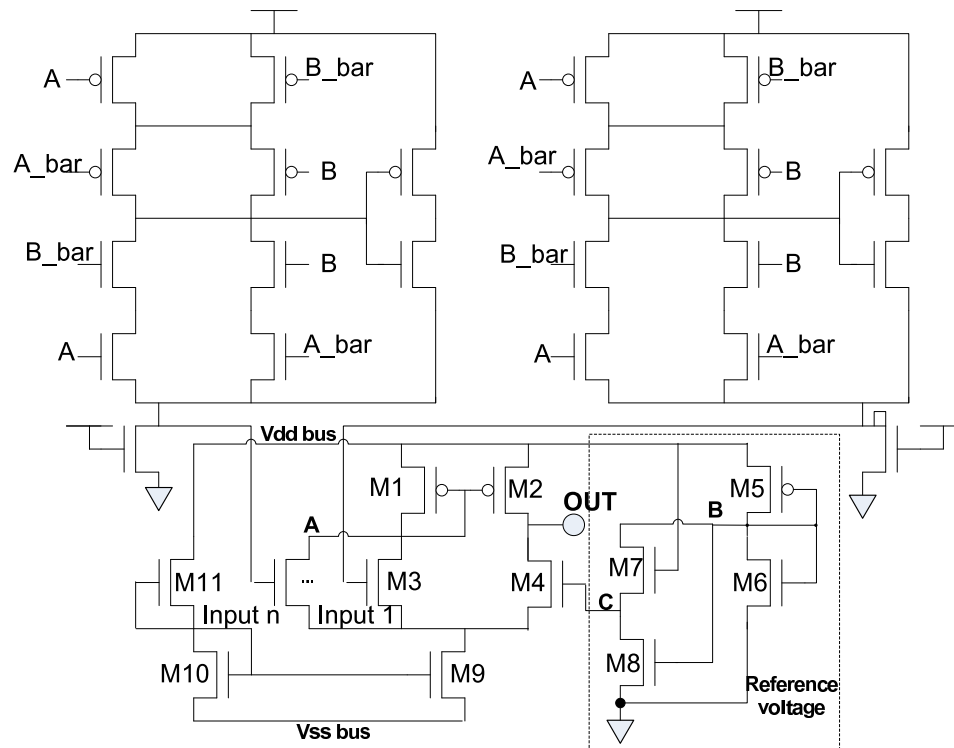 A
B_bar
A
B_bar
A_bar
B
A_bar
B
B_bar
B
B_bar
B
A
A_bar
A
A_bar
Vdd bus
M1
M2
M5
OUT
B
A
M11
...
M3
M4
M7
M6
C
Input n
Input 1
M10
M9
M8
Reference
voltage
Vss bus